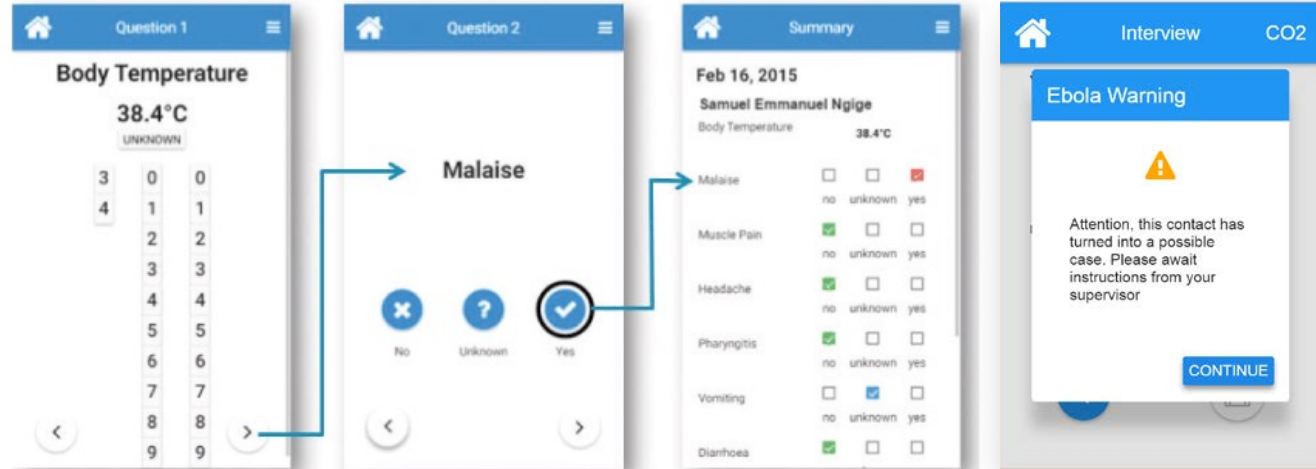 Question 1
Body Temperature
38.4°C
UNKNOWN
3 0 0
4 1 1
2 2
3 3
4 4
5 5
6 6
7 7
8 8
9 9
Question 2
Malaise
No Unknown Yes
Summary
Feb 16, 2015
Samuel Emmanuel Ngige
Body Temperature 38.4°C
Malaise
no unknown yes
Muscle Pain
no unknown yes
Headache
no unknown yes
Pharyngitis
no unknown yes
Vomiting
no unknown yes
Diarrhoea
Interview CO2
Ebola Warning
Attention, this contact has
turned into a possible
case. Please await
instructions from your
supervisor
CONTINUE